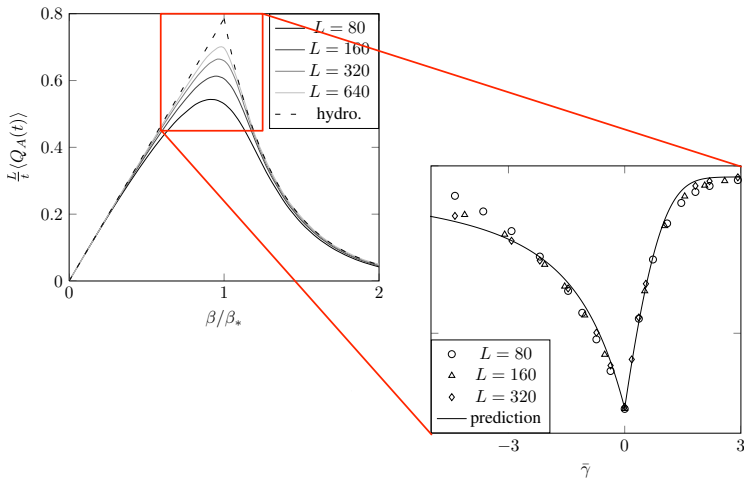 0.8
0.6
0.4
0.2
0
L/t ⟨Q_A(t)⟩
L = 80
L = 160
L = 320
L = 640
hydro.
0 1 2
β/β_*
L = 80
L = 160
L = 320
prediction
−3 0 3
γ̄